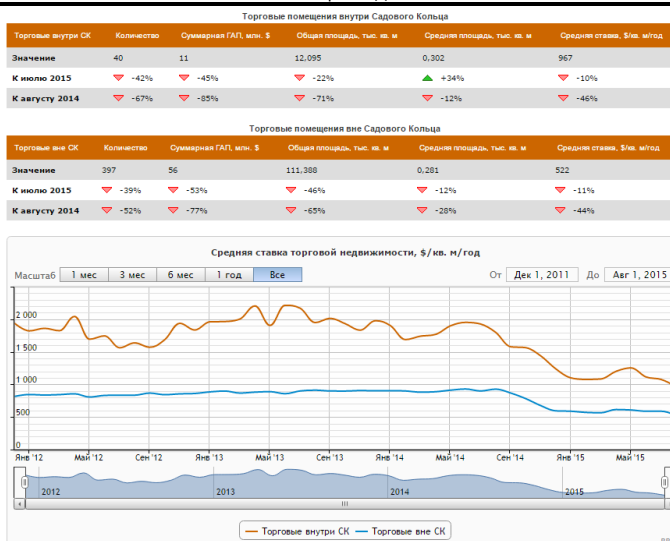 Торговые помещения внутри Садового Кольца
Торговые внутри СК Количество Суммарная ГАП, млн. $ Общая площадь, тыс. кв. м Средняя площадь, тыс. кв. м Средняя ставка, $/кв. м/год
Значение 40 11 12,095 0,302 967
К июлю 2015 -42% -45% -22% +34% -10%
К августу 2014 -67% -85% -71% -12% -46%
Торговые помещения вне Садового Кольца
Торговые вне СК Количество Суммарная ГАП, млн. $ Общая площадь, тыс. кв. м Средняя площадь, тыс. кв. м Средняя ставка, $/кв. м/год
Значение 397 56 111,388 0,281 522
К июлю 2015 -39% -53% -46% -12% -11%
К августу 2014 -52% -77% -65% -28% -44%
Средняя ставка торговой недвижимости, $/кв. м/год
Масштаб 1 мес 3 мес 6 мес 1 год Все От Дек 1, 2011 До Авг 1, 2015
2 000
1 500
1 000
500
0
Янв '12 Май '12 Сен '12 Янв '13 Май '13 Сен '13 Янв '14 Май '14 Сен '14 Янв '15 Май '15
2012 2013 2014 2015
Торговые внутри СК Торговые вне СК